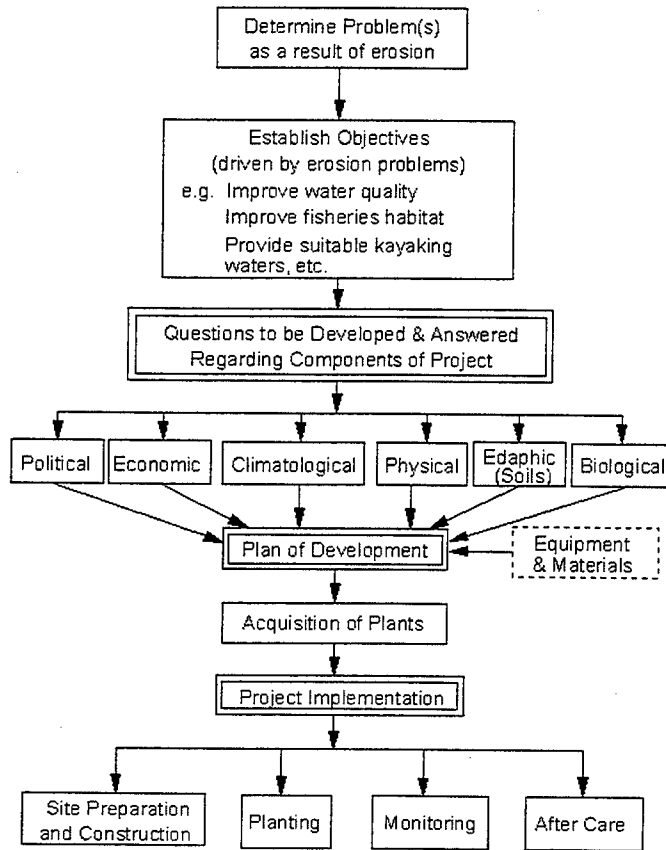 Determine Problem(s)
as a result of erosion
Establish Objectives
(driven by erosion problems)
e.g. Improve water quality
Improve fisheries habitat
Provide suitable kayaking
waters, etc.
Questions to be Developed & Answered
Regarding Components of Project
Political
Economic
Climatological
Physical
Edaphic
(Soils)
Biological
Plan of Development
Equipment
& Materials
Acquisition of Plants
Project Implementation
Site Preparation
and Construction
Planting
Monitoring
After Care